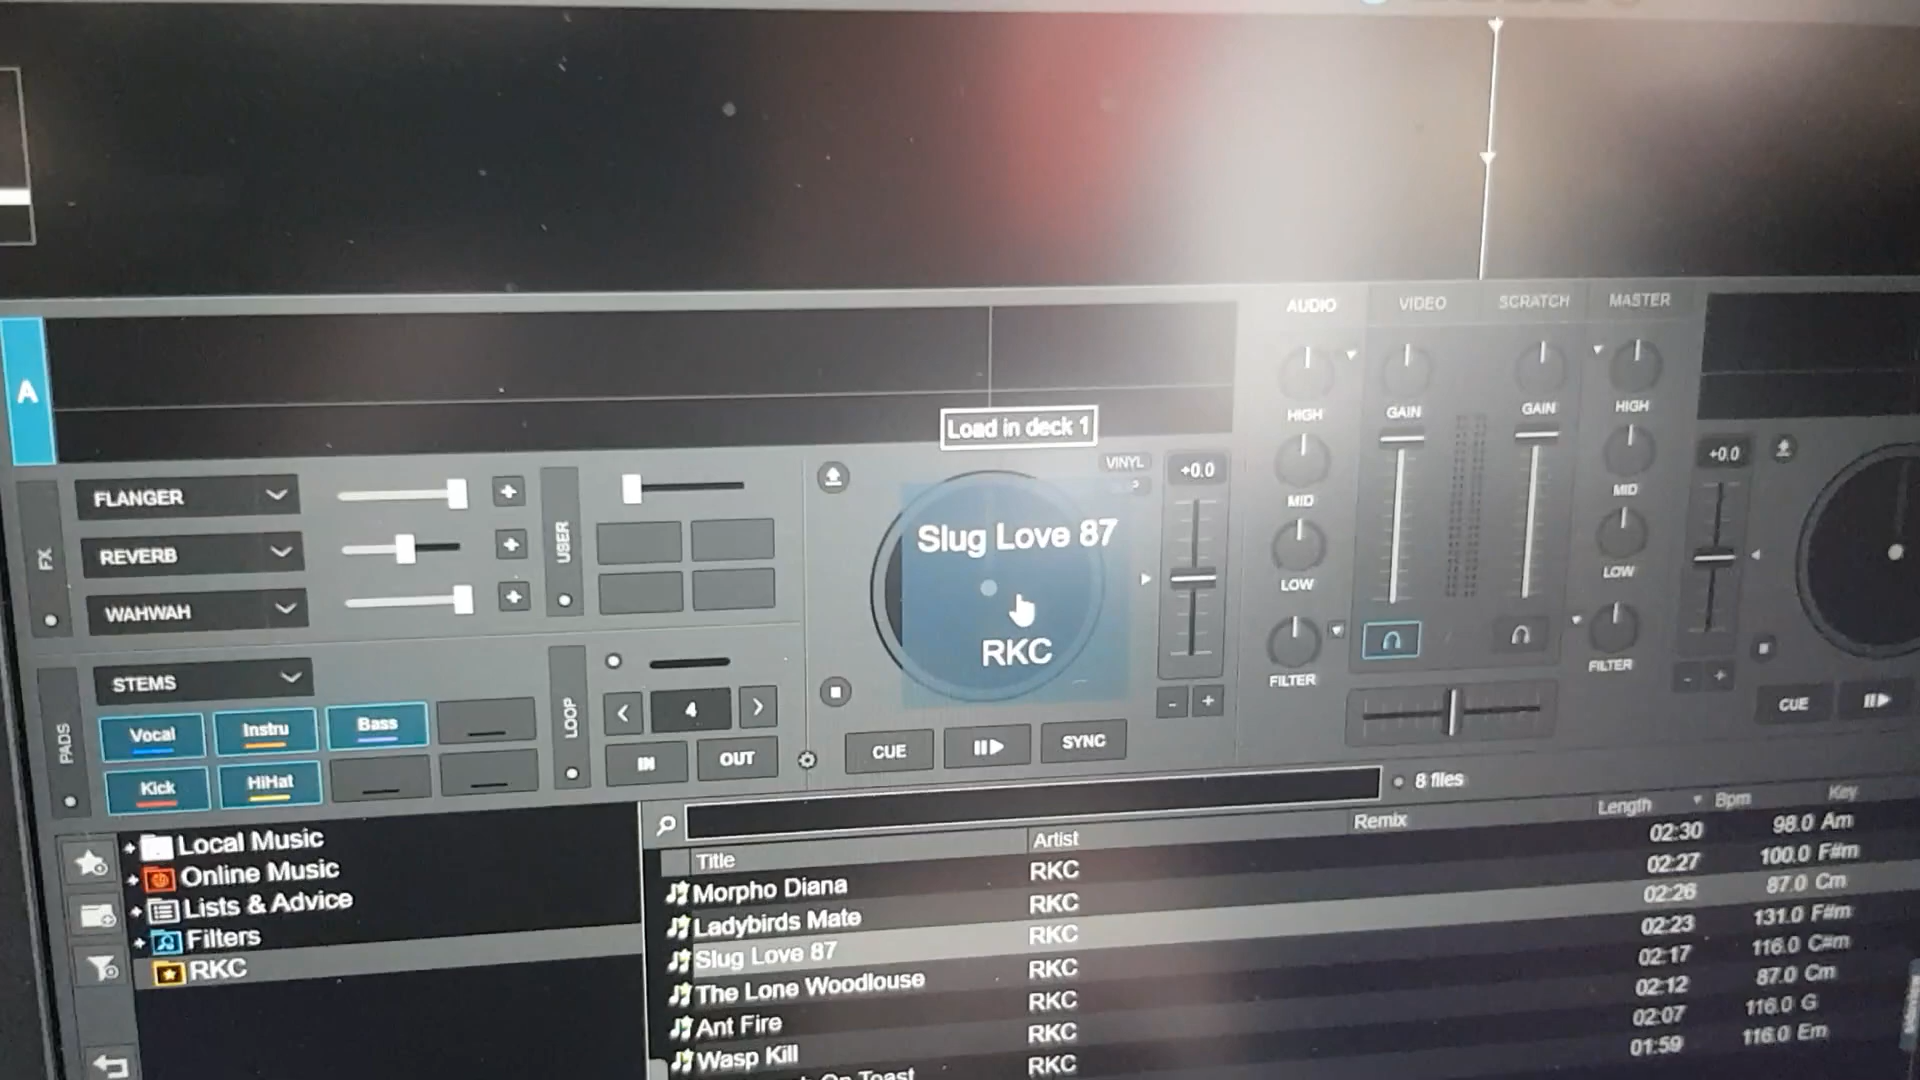 AUDIO VIDEO SCRATCH MASTER
A
Load in deck 1
HIGH GAIN GAIN HIGH
VINYL
+0.0
+0.0
FX
FLANGER
REVERB
WAHWAH
USER
Slug Love 87
RKC
MID
MID
LOW
LOW
FILTER
FILTER
PADS
STEMS
Vocal Instru Bass
Kick HiHat
LOOP
4
IN OUT
CUE SYNC
CUE
8 files
Local Music
Online Music
Lists & Advice
Filters
RKC
Title Artist Remix Length Bpm Key
Morpho Diana RKC 02:30 98.0 Am
Ladybirds Mate RKC 02:27 100.0 F#m
Slug Love 87 RKC 02:26 87.0 Cm
The Lone Woodlouse RKC 02:23 131.0 F#m
Ant Fire RKC 02:17 116.0 C#m
Wasp Kill RKC 02:12 87.0 Cm
On Toast RKC 02:07 116.0 G
01:59 116.0 Em